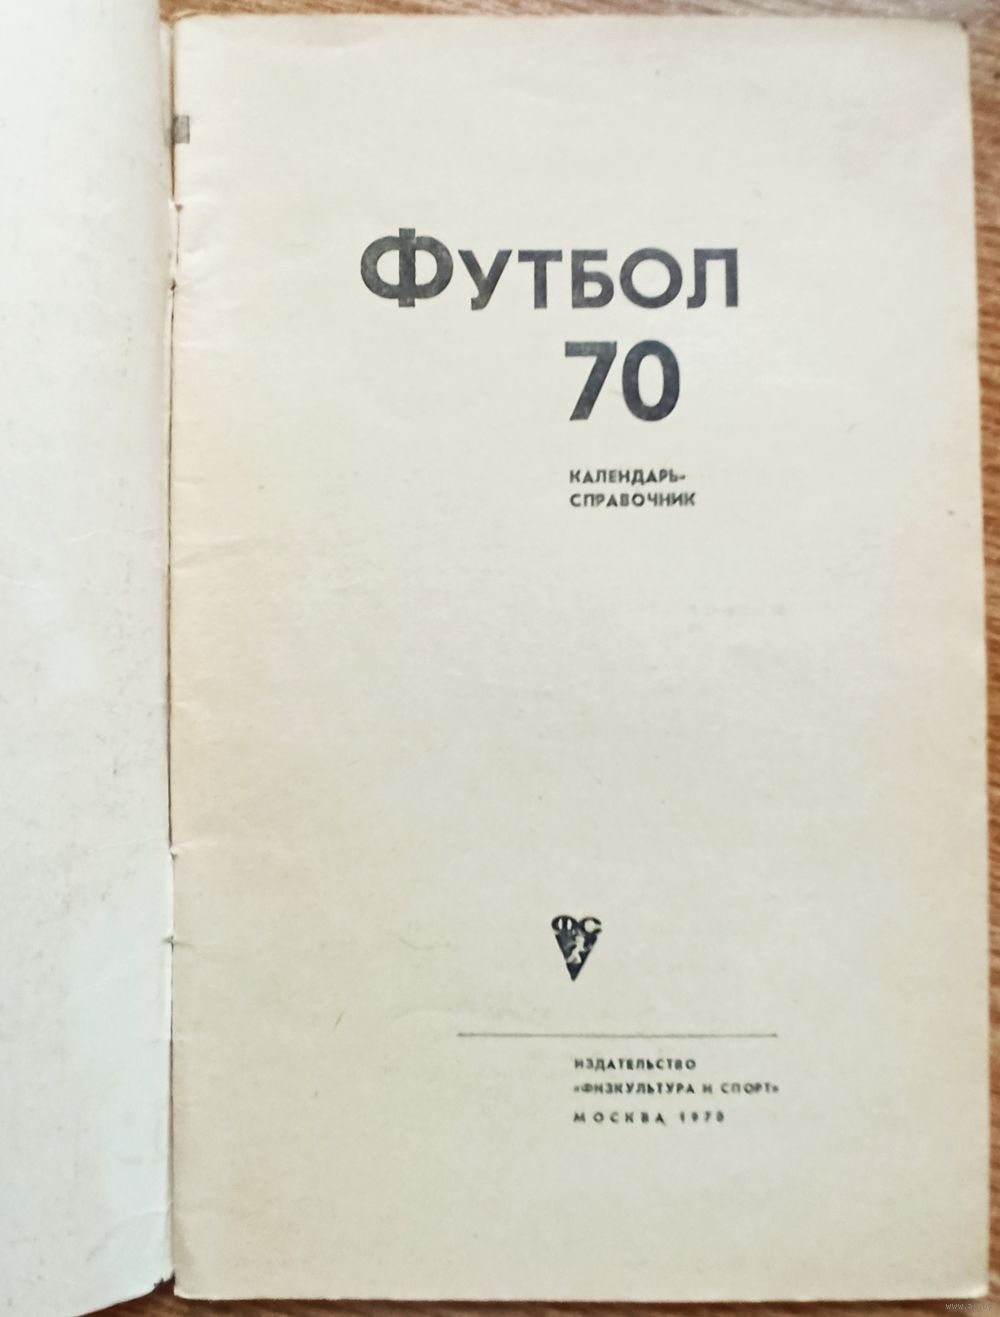 Футбол
70
КАЛЕНДАРЬ-
СПРАВОЧНИК
ФС
ИЗДАТЕЛЬСТВО
«ФИЗКУЛЬТУРА И СПОРТ»
МОСКВА 1970